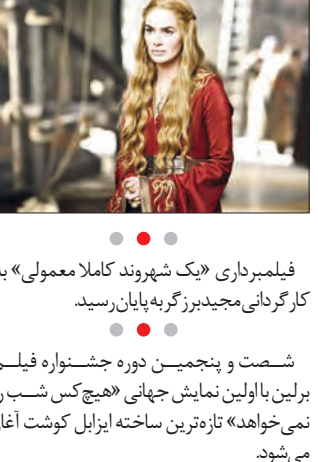 فیلمبرداری «یک شهروند کاملا معمولی» به
کارگردانی مجید برزگر به پایان رسید.
شصت و پنجمین دوره جشنواره فیلم
برلین با اولین نمایش جهانی «هیچ‌کس شب را
نمی‌خواهد» تازه‌ترین ساخته ایزابل کوشت آغاز
می‌شود.